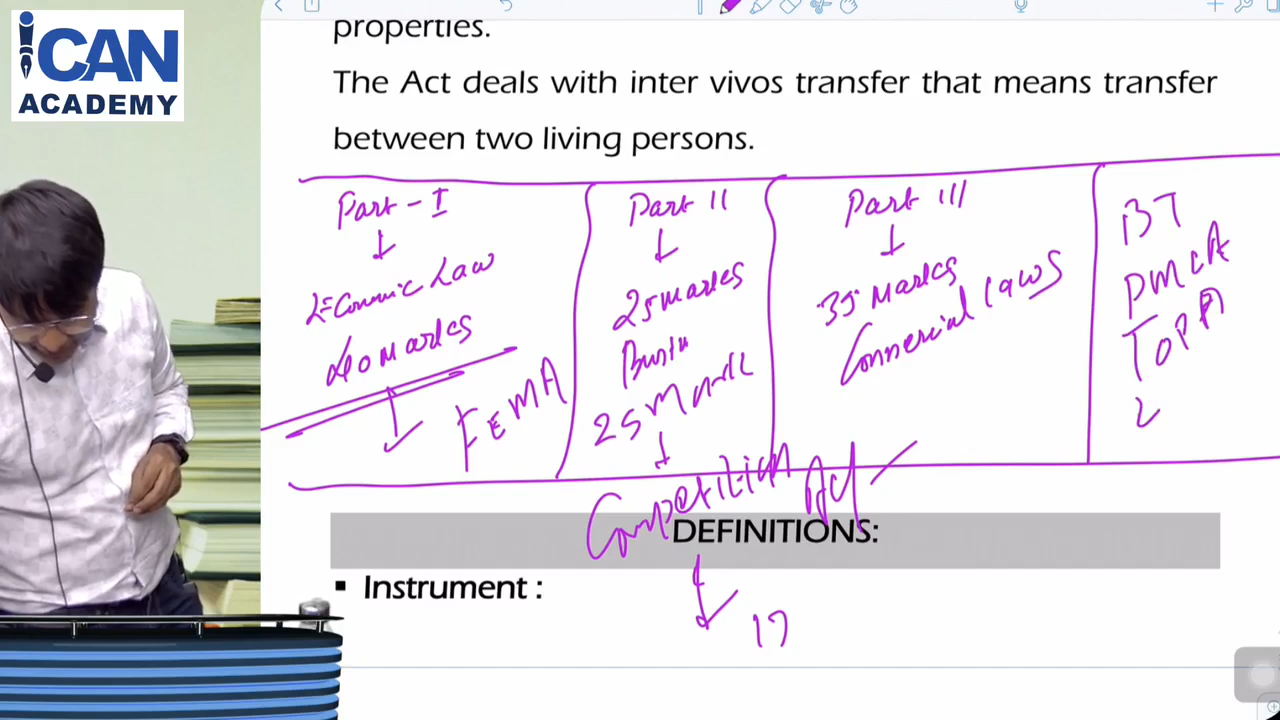 iCAN
ACADEMY
properties.
The Act deals with inter vivos transfer that means transfer
between two living persons.
Part - I
Economic Law
40 Marks
FEMA
Part II
25 Marks
25 Mark
Competition Act
17
Part III
35 Marks
Commercial laws
BT
PMLA
TOPA
DEFINITIONS:
▪ Instrument :